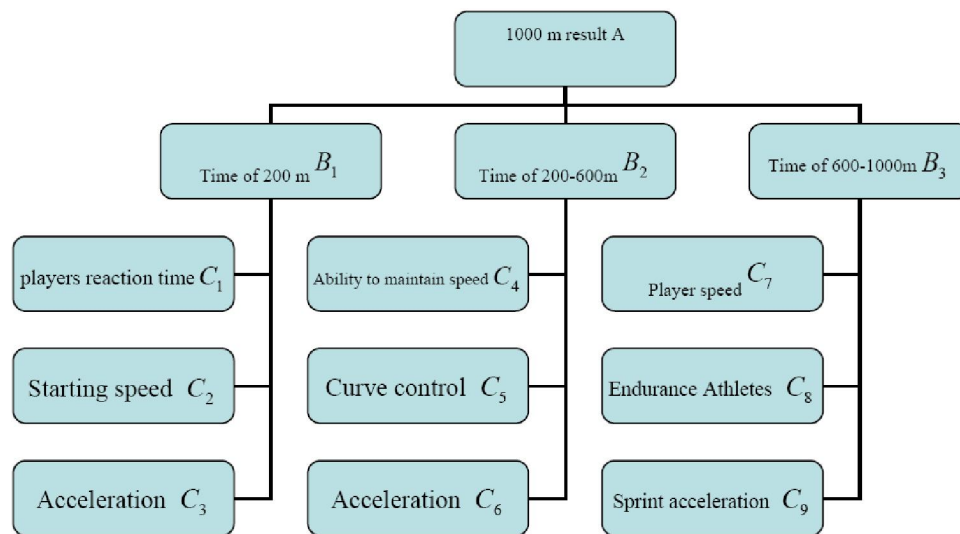 1000 m result A
Time of 200 m B₁
Time of 200-600m B₂
Time of 600-1000m B₃
players reaction time C₁
Ability to maintain speed C₄
Player speed C₇
Starting speed C₂
Curve control C₅
Endurance Athletes C₈
Acceleration C₃
Acceleration C₆
Sprint acceleration C₉